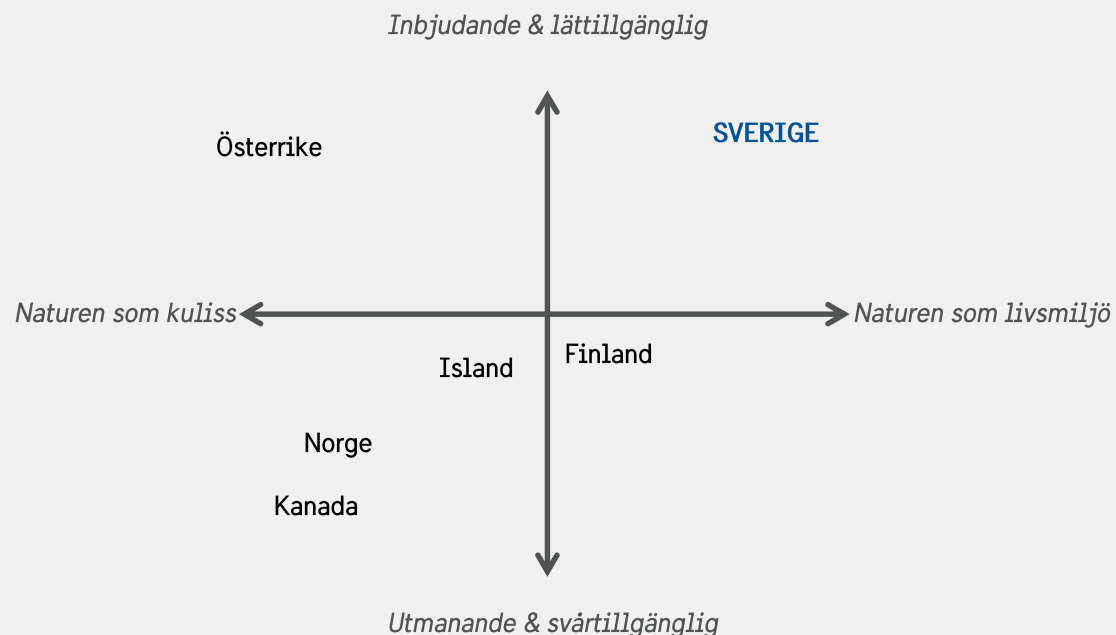 Inbjudande & lättillgänglig
SVERIGE
Österrike
Naturen som kuliss
Naturen som livsmiljö
Finland
Island
Norge
Kanada
Utmanande & svårtillgänglig